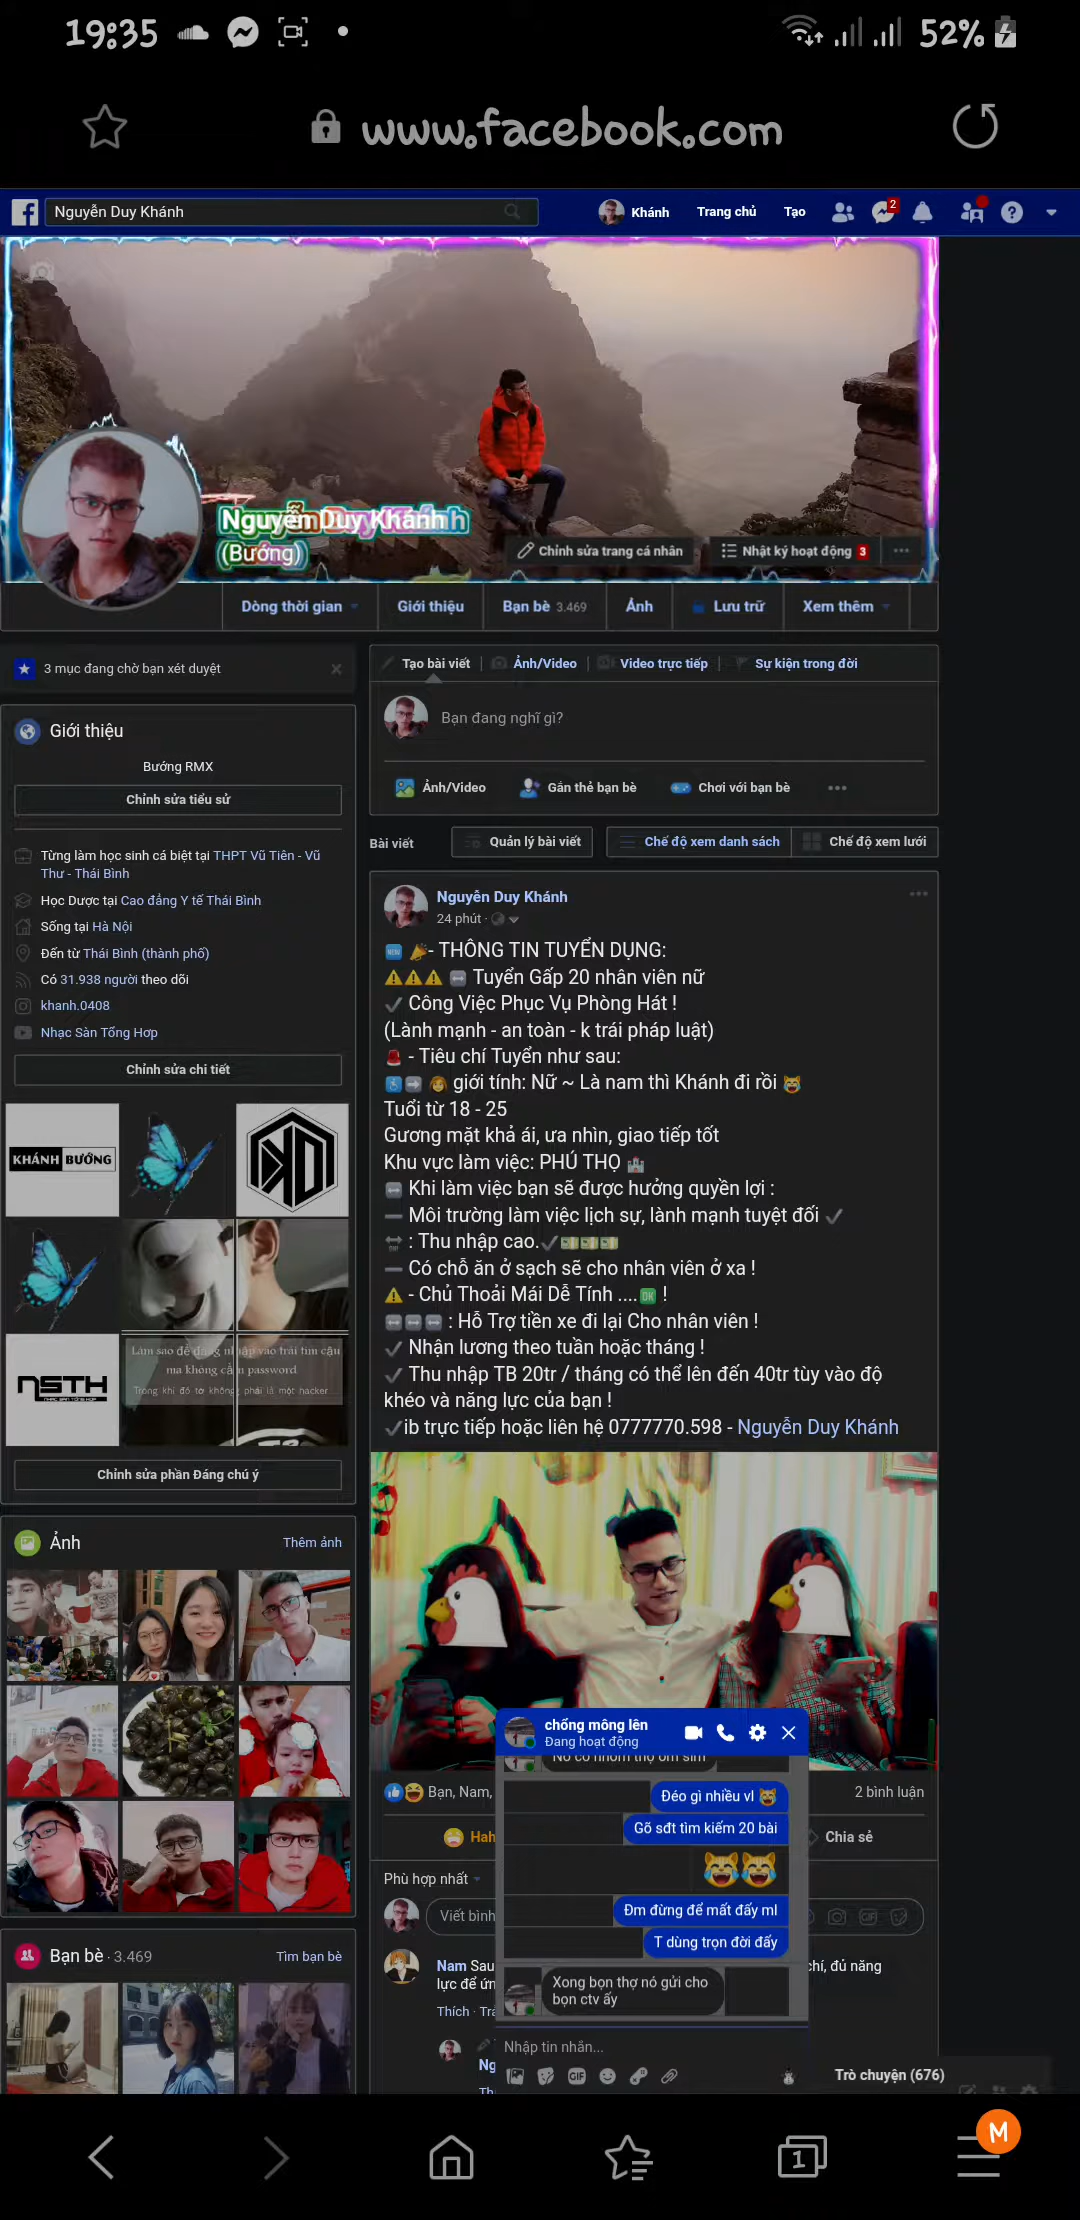 19:35
52%
www.facebook.com
Nguyễn Duy Khánh
Khánh
Trang chủ
Tạo
2
Nguyễn Duy Khánh
(Bướng)
Chỉnh sửa trang cá nhân
Nhật ký hoạt động 3
Dòng thời gian
Giới thiệu
Bạn bè 3.469
Ảnh
Lưu trữ
Xem thêm
3 mục đang chờ bạn xét duyệt
Giới thiệu
Bướng RMX
Chỉnh sửa tiểu sử
Từng làm học sinh cá biệt tại THPT Vũ Tiên - Vũ
Thư - Thái Bình
Học Dược tại Cao đẳng Y tế Thái Bình
Sống tại Hà Nội
Đến từ Thái Bình (thành phố)
Có 31.938 người theo dõi
khanh.0408
Nhạc Sàn Tổng Hợp
Chỉnh sửa chi tiết
KHÁNH BƯỚNG
NSTH
Làm sao để đăng nhập vào trái tim cậu
ma không cần password
Trong khi đó tớ không phải là một hacker
Chỉnh sửa phần Đáng chú ý
Ảnh
Thêm ảnh
Bạn bè · 3.469
Tìm bạn bè
Tạo bài viết
Ảnh/Video
Video trực tiếp
Sự kiện trong đời
Bạn đang nghĩ gì?
Ảnh/Video
Gắn thẻ bạn bè
Chơi với bạn bè
Bài viết
Quản lý bài viết
Chế độ xem danh sách
Chế độ xem lưới
Nguyễn Duy Khánh
24 phút ·
🆕 🎉- THÔNG TIN TUYỂN DỤNG:
⚠️⚠️⚠️ ↔️ Tuyển Gấp 20 nhân viên nữ
✔️ Công Việc Phục Vụ Phòng Hát !
(Lành mạnh - an toàn - k trái pháp luật)
🚨 - Tiêu chí Tuyển như sau:
♿➡️ 👩 giới tính: Nữ ~ Là nam thì Khánh đi rồi 😹
Tuổi từ 18 - 25
Gương mặt khả ái, ưa nhìn, giao tiếp tốt
Khu vực làm việc: PHÚ THỌ 🏰
↔️ Khi làm việc bạn sẽ được hưởng quyền lợi :
➖ Môi trường làm việc lịch sự, lành mạnh tuyệt đối ✔️
: Thu nhập cao.✔️💵💵💵
➖ Có chỗ ăn ở sạch sẽ cho nhân viên ở xa !
⚠️ - Chủ Thoải Mái Dễ Tính ....🆗 !
↔️↔️↔️ : Hỗ Trợ tiền xe đi lại Cho nhân viên !
✔️ Nhận lương theo tuần hoặc tháng !
✔️ Thu nhập TB 20tr / tháng có thể lên đến 40tr tùy vào độ
khéo và năng lực của bạn !
✔️ib trực tiếp hoặc liên hệ 0777770.598 - Nguyễn Duy Khánh
Bạn, Nam,
2 bình luận
Hah
Chia sẻ
Phù hợp nhất
Viết bình
Nam Sau
chí, đủ năng
lực để ứn
Thích · Trả
Ng
Th
chổng mông lên
Đang hoạt động
Nó có nhóm thợ ôm sim
Đéo gì nhiều vl 😹
Gõ sđt tìm kiếm 20 bài
😹😹
Đm đừng để mất đấy ml
T dùng trọn đời đấy
Xong bọn thợ nó gửi cho
bọn ctv ấy
Nhập tin nhắn...
GIF
Trò chuyện (676)
1
M